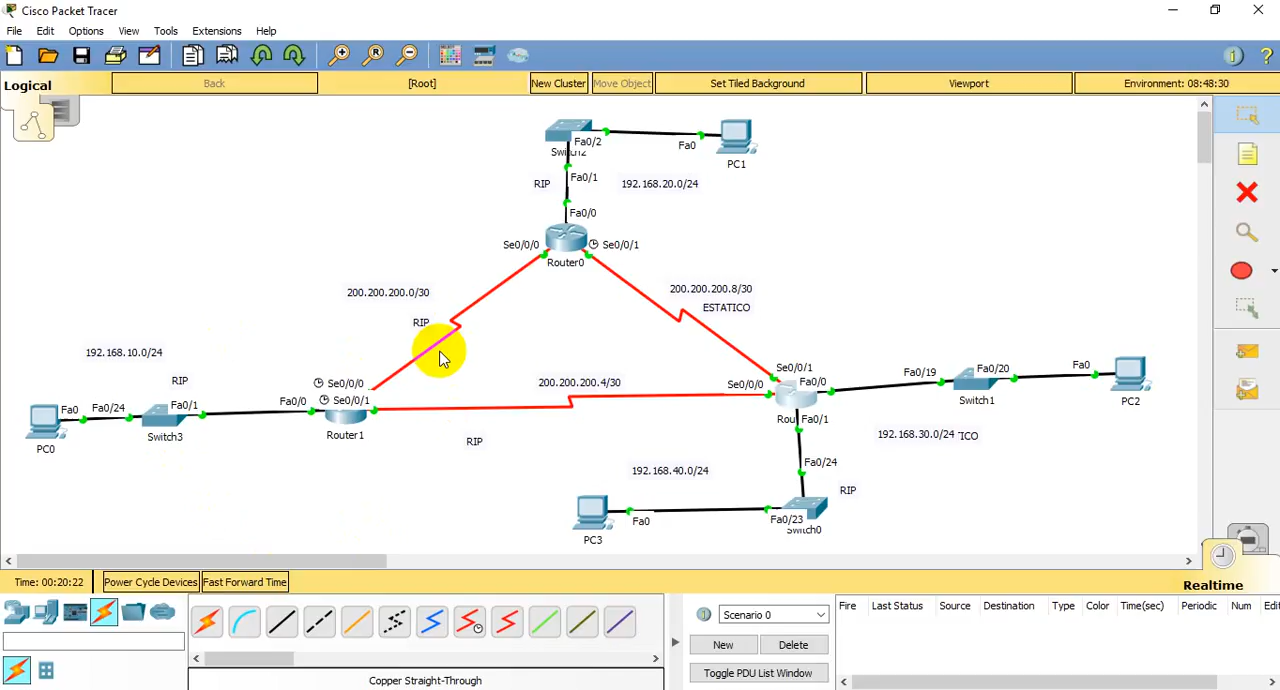 Cisco Packet Tracer
File Edit Options View Tools Extensions Help
Logical
Back
[Root]
New Cluster
Move Object
Set Tiled Background
Viewport
Environment: 08:48:30
Fa0/2
Fa0
PC1
Fa0/1
RIP
192.168.20.0/24
Fa0/0
Se0/0/0
Se0/0/1
Router0
200.200.200.0/30
200.200.200.8/30
ESTATICO
RIP
192.168.10.0/24
RIP
Se0/0/0
Se0/0/1
200.200.200.4/30
Se0/0/1
Se0/0/0
Fa0/0
Fa0/19
Fa0/20
Fa0
Fa0
Fa0/24
Fa0/1
Fa0/0
Switch1
PC2
Switch3
PC0
Router1
Rou
Fa0/1
RIP
192.168.30.0/24
TICO
192.168.40.0/24
Fa0/24
RIP
Fa0
Fa0/23
Switch0
PC3
Time: 00:20:22
Power Cycle Devices
Fast Forward Time
Realtime
Scenario 0
Fire Last Status Source Destination Type Color Time(sec) Periodic Num Edi
New
Delete
Toggle PDU List Window
Copper Straight-Through